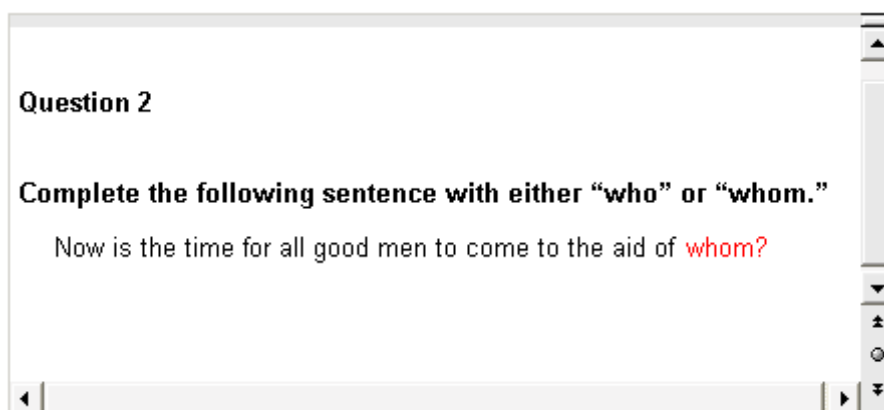 Question 2
Complete the following sentence with either “who” or “whom.”
Now is the time for all good men to come to the aid of whom?